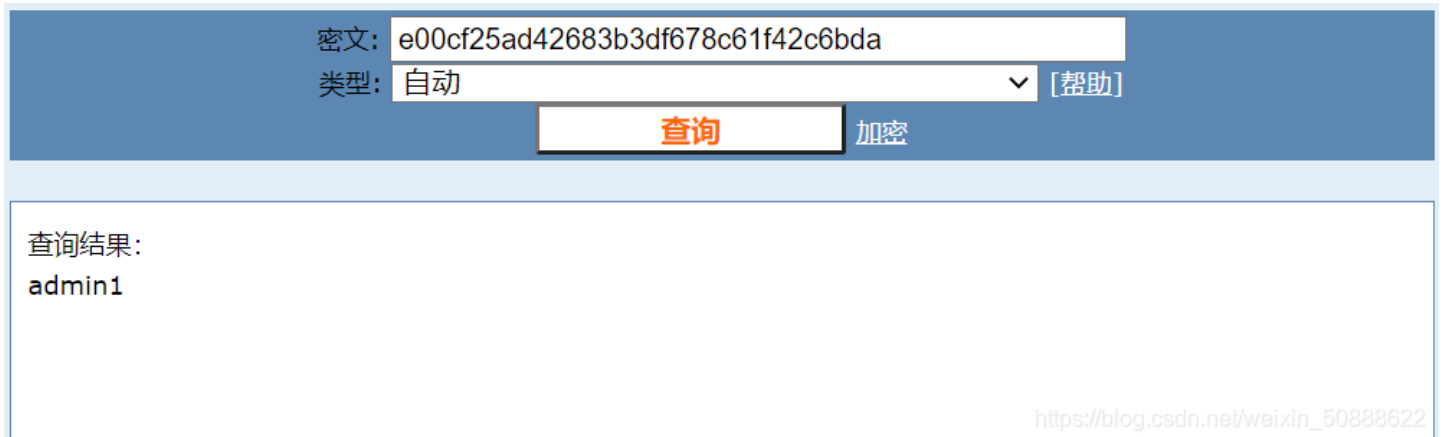 密文: e00cf25ad42683b3df678c61f42c6bda
类型: 自动 [帮助]
查询 加密
查询结果:
admin1
https://blog.csdn.net/weixin_50888622